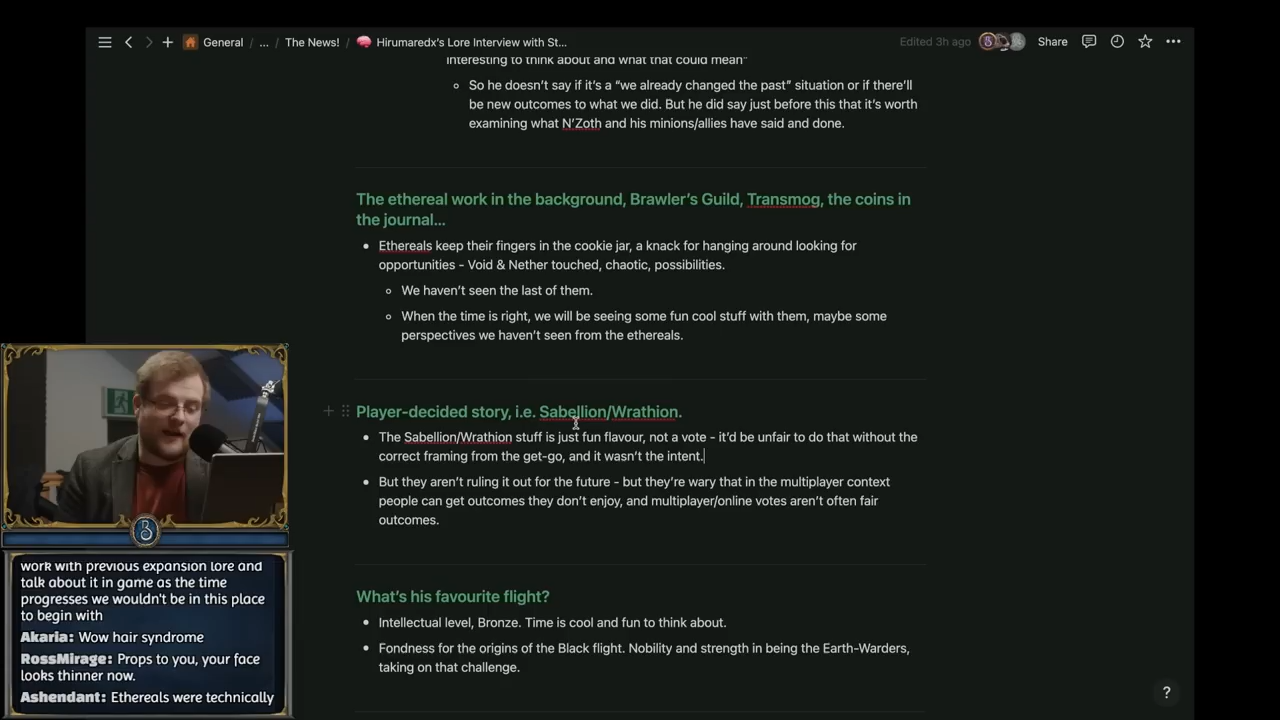 General / ... / The News! / Hirumaredx's Lore Interview with St...
Edited 3h ago
Share
interesting to think about and what that could mean"
So he doesn't say if it's a "we already changed the past" situation or if there'll
be new outcomes to what we did. But he did say just before this that it's worth
examining what N'Zoth and his minions/allies have said and done.
The ethereal work in the background, Brawler's Guild, Transmog, the coins in
the journal...
Ethereals keep their fingers in the cookie jar, a knack for hanging around looking for
opportunities - Void & Nether touched, chaotic, possibilities.
We haven't seen the last of them.
When the time is right, we will be seeing some fun cool stuff with them, maybe some
perspectives we haven't seen from the ethereals.
Player-decided story, i.e. Sabellion/Wrathion.
The Sabellion/Wrathion stuff is just fun flavour, not a vote - it'd be unfair to do that without the
correct framing from the get-go, and it wasn't the intent.
But they aren't ruling it out for the future - but they're wary that in the multiplayer context
people can get outcomes they don't enjoy, and multiplayer/online votes aren't often fair
outcomes.
What's his favourite flight?
Intellectual level, Bronze. Time is cool and fun to think about.
Fondness for the origins of the Black flight. Nobility and strength in being the Earth-Warders,
taking on that challenge.
?
B
work with previous expansion lore and
talk about it in game as the time
progresses we wouldn't be in this place
to begin with
Akaria: Wow hair syndrome
RossMirage: Props to you, your face
looks thinner now.
Ashendant: Ethereals were technically